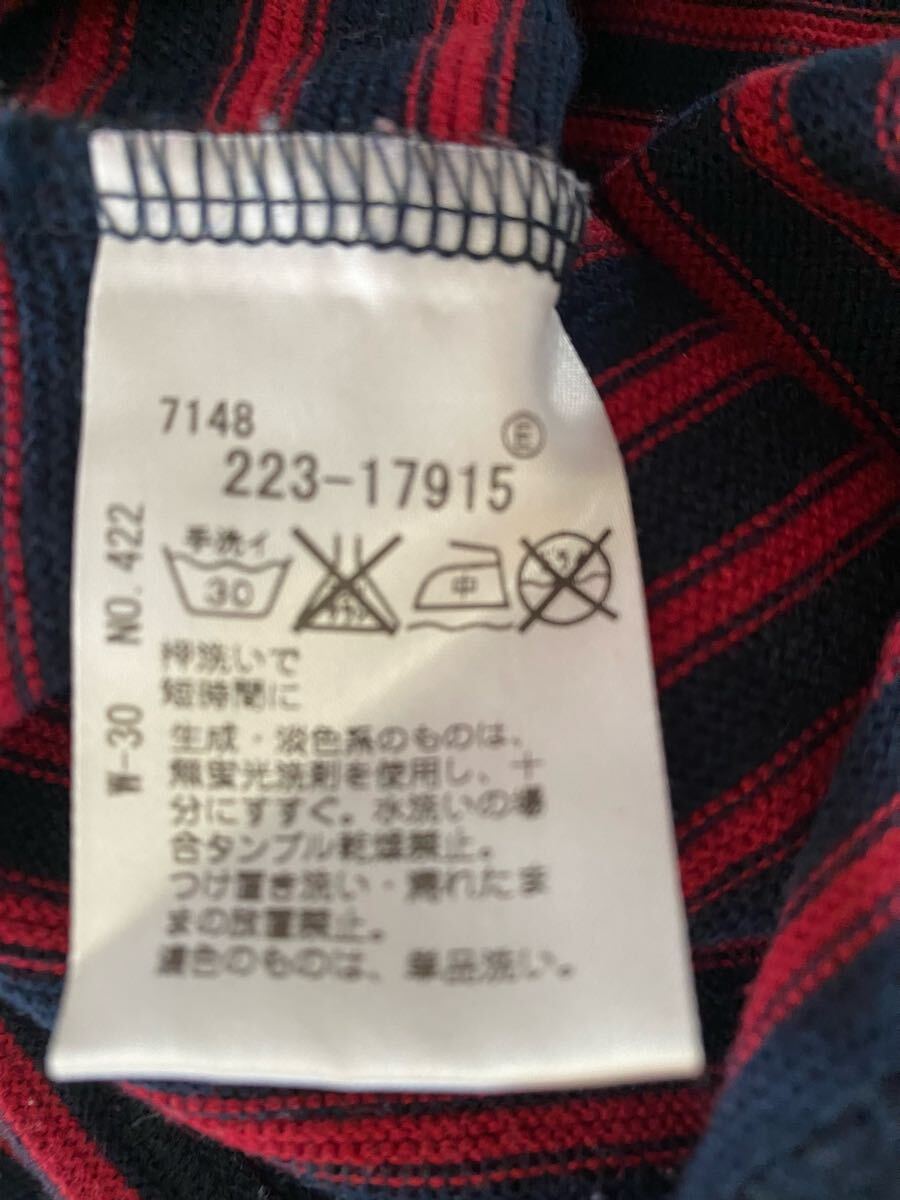 7148
E
223-17915
手洗イ
30
中
ドライ
押洗いで
短時間に
生成・淡色系のものは、
無蛍光洗剤を使用し、十
分にすすぐ。水洗いの場
合タンブル乾燥禁止。
つけ置き洗い・濡れたま
まの放置禁止。
濃色のものは、単品洗い。
W-30 NO.422